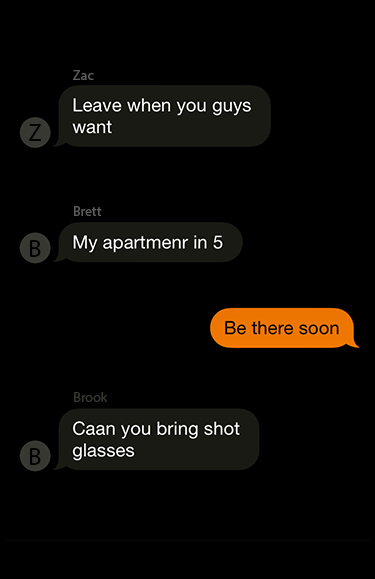 Zac
Leave when you guys
want
Z
Brett
My apartmenr in 5
B
Be there soon
Brook
Caan you bring shot
glasses
B